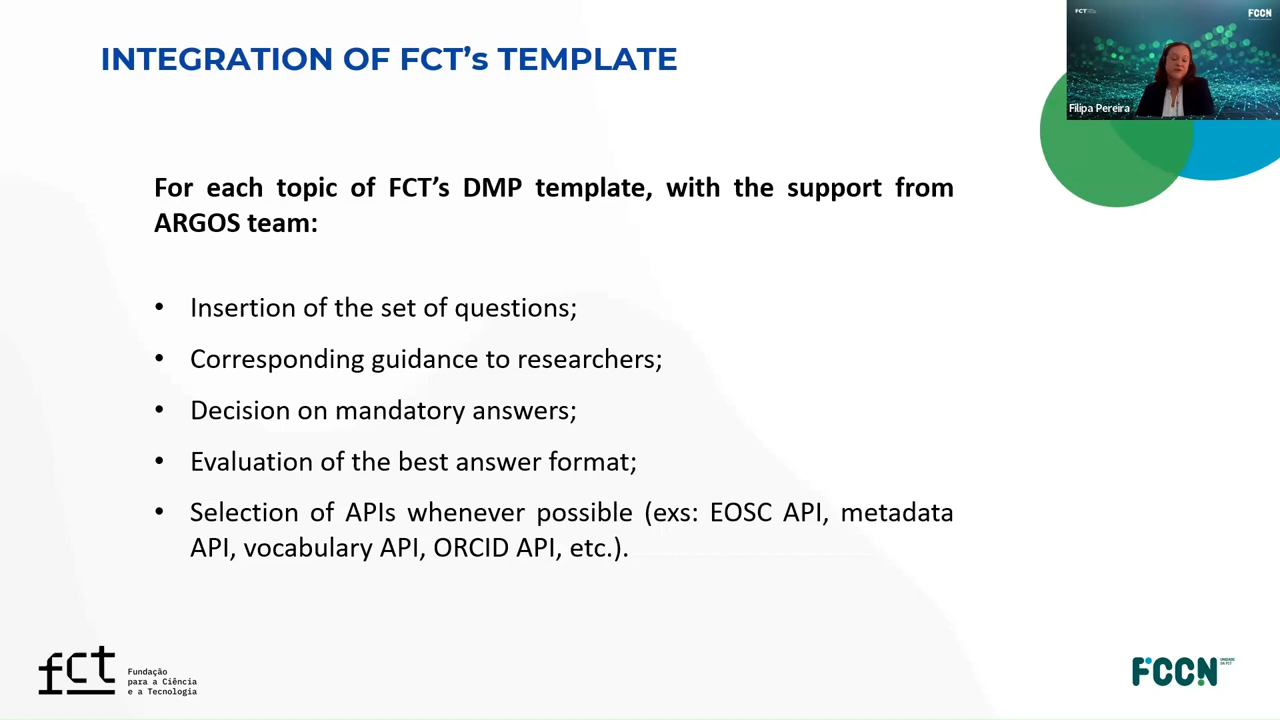 INTEGRATION OF FCT's TEMPLATE
FCT
FCCN
Filipa Pereira
For each topic of FCT's DMP template, with the support from
ARGOS team:
• Insertion of the set of questions;
• Corresponding guidance to researchers;
• Decision on mandatory answers;
• Evaluation of the best answer format;
• Selection of APIs whenever possible (exs: EOSC API, metadata
API, vocabulary API, ORCID API, etc.).
fct
Fundação
para a Ciência
e a Tecnologia
FCCN
UNIDADE
DA FCT